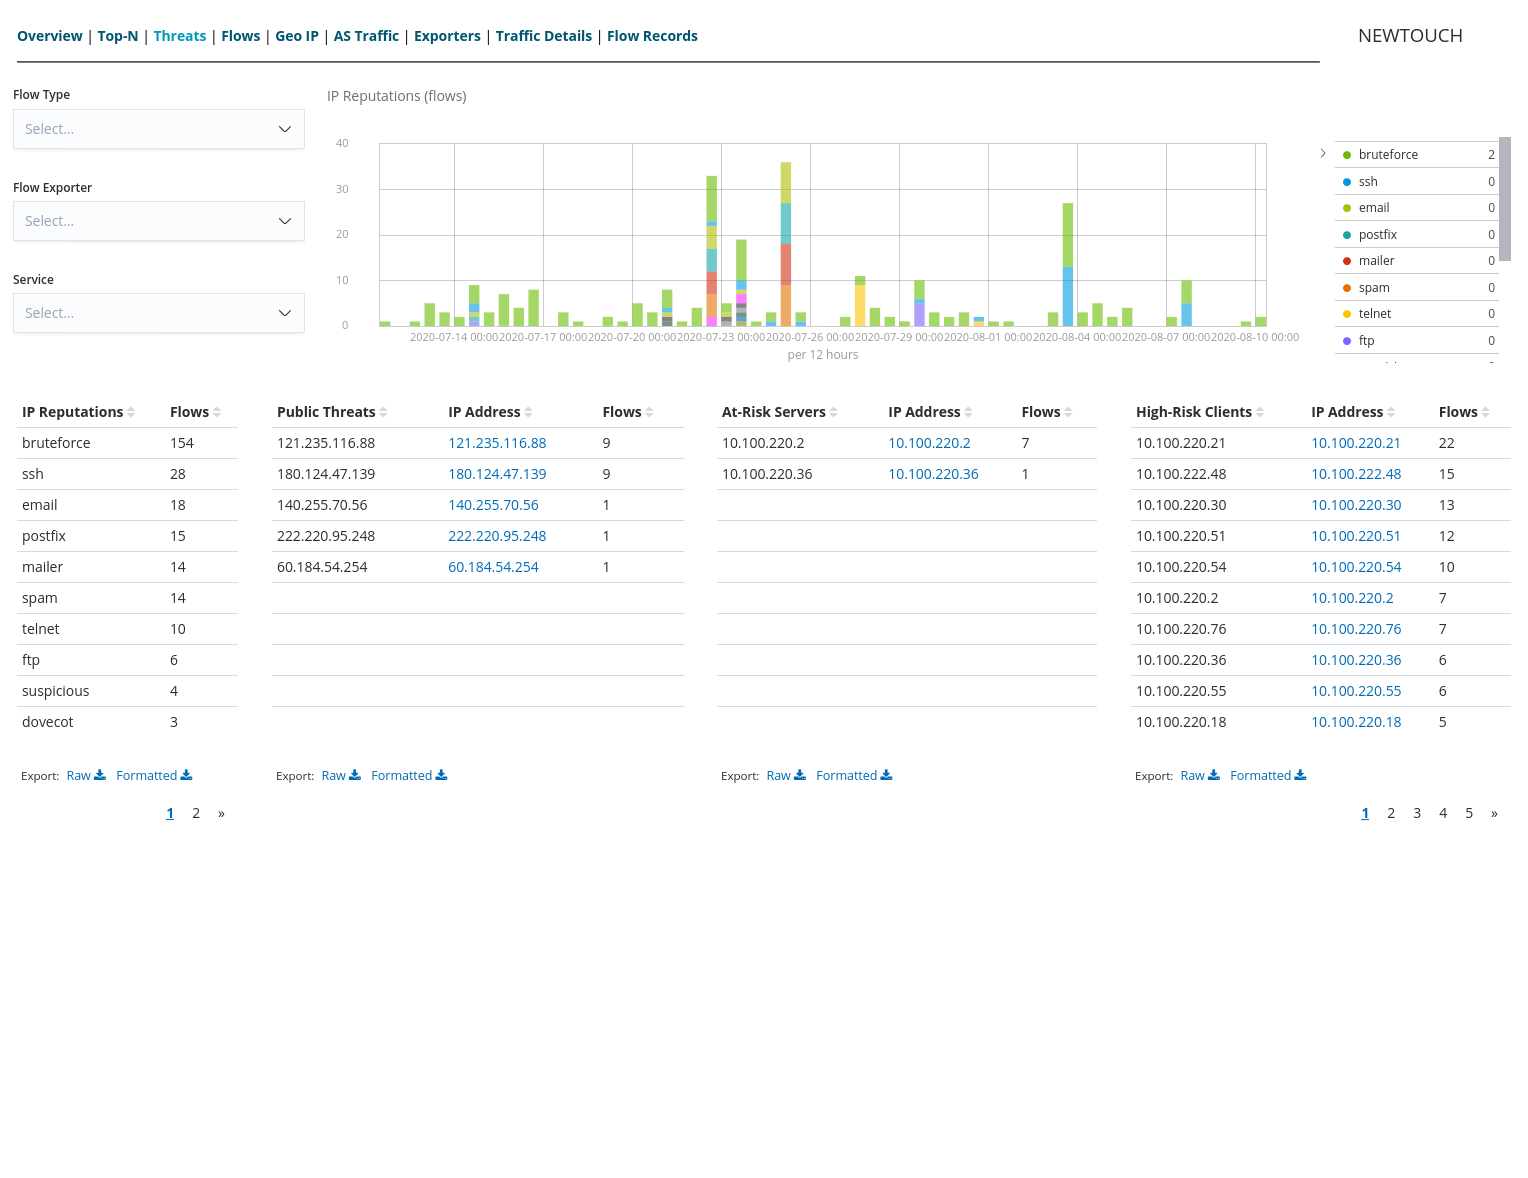 Overview | Top-N | Threats | Flows | Geo IP | AS Traffic | Exporters | Traffic Details | Flow Records
NEWTOUCH
Flow Type
Select...
Flow Exporter
Select...
Service
Select...
IP Reputations (flows)
40
30
20
10
0
2020-07-14 00:00 2020-07-17 00:00 2020-07-20 00:00 2020-07-23 00:00 2020-07-26 00:00 2020-07-29 00:00 2020-08-01 00:00 2020-08-04 00:00 2020-08-07 00:00 2020-08-10 00:00
per 12 hours
bruteforce 2
ssh 0
email 0
postfix 0
mailer 0
spam 0
telnet 0
ftp 0
IP Reputations Flows
bruteforce 154
ssh 28
email 18
postfix 15
mailer 14
spam 14
telnet 10
ftp 6
suspicious 4
dovecot 3
Export: Raw Formatted
1 2 »
Public Threats IP Address Flows
121.235.116.88 121.235.116.88 9
180.124.47.139 180.124.47.139 9
140.255.70.56 140.255.70.56 1
222.220.95.248 222.220.95.248 1
60.184.54.254 60.184.54.254 1
Export: Raw Formatted
At-Risk Servers IP Address Flows
10.100.220.2 10.100.220.2 7
10.100.220.36 10.100.220.36 1
Export: Raw Formatted
High-Risk Clients IP Address Flows
10.100.220.21 10.100.220.21 22
10.100.222.48 10.100.222.48 15
10.100.220.30 10.100.220.30 13
10.100.220.51 10.100.220.51 12
10.100.220.54 10.100.220.54 10
10.100.220.2 10.100.220.2 7
10.100.220.76 10.100.220.76 7
10.100.220.36 10.100.220.36 6
10.100.220.55 10.100.220.55 6
10.100.220.18 10.100.220.18 5
Export: Raw Formatted
1 2 3 4 5 »